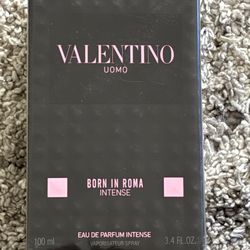 VALENTINO
UOMO
BORN IN ROMA
INTENSE
100 ml 3.4 FL.OZ.
EAU DE PARFUM INTENSE
VAPORISATEUR SPRAY